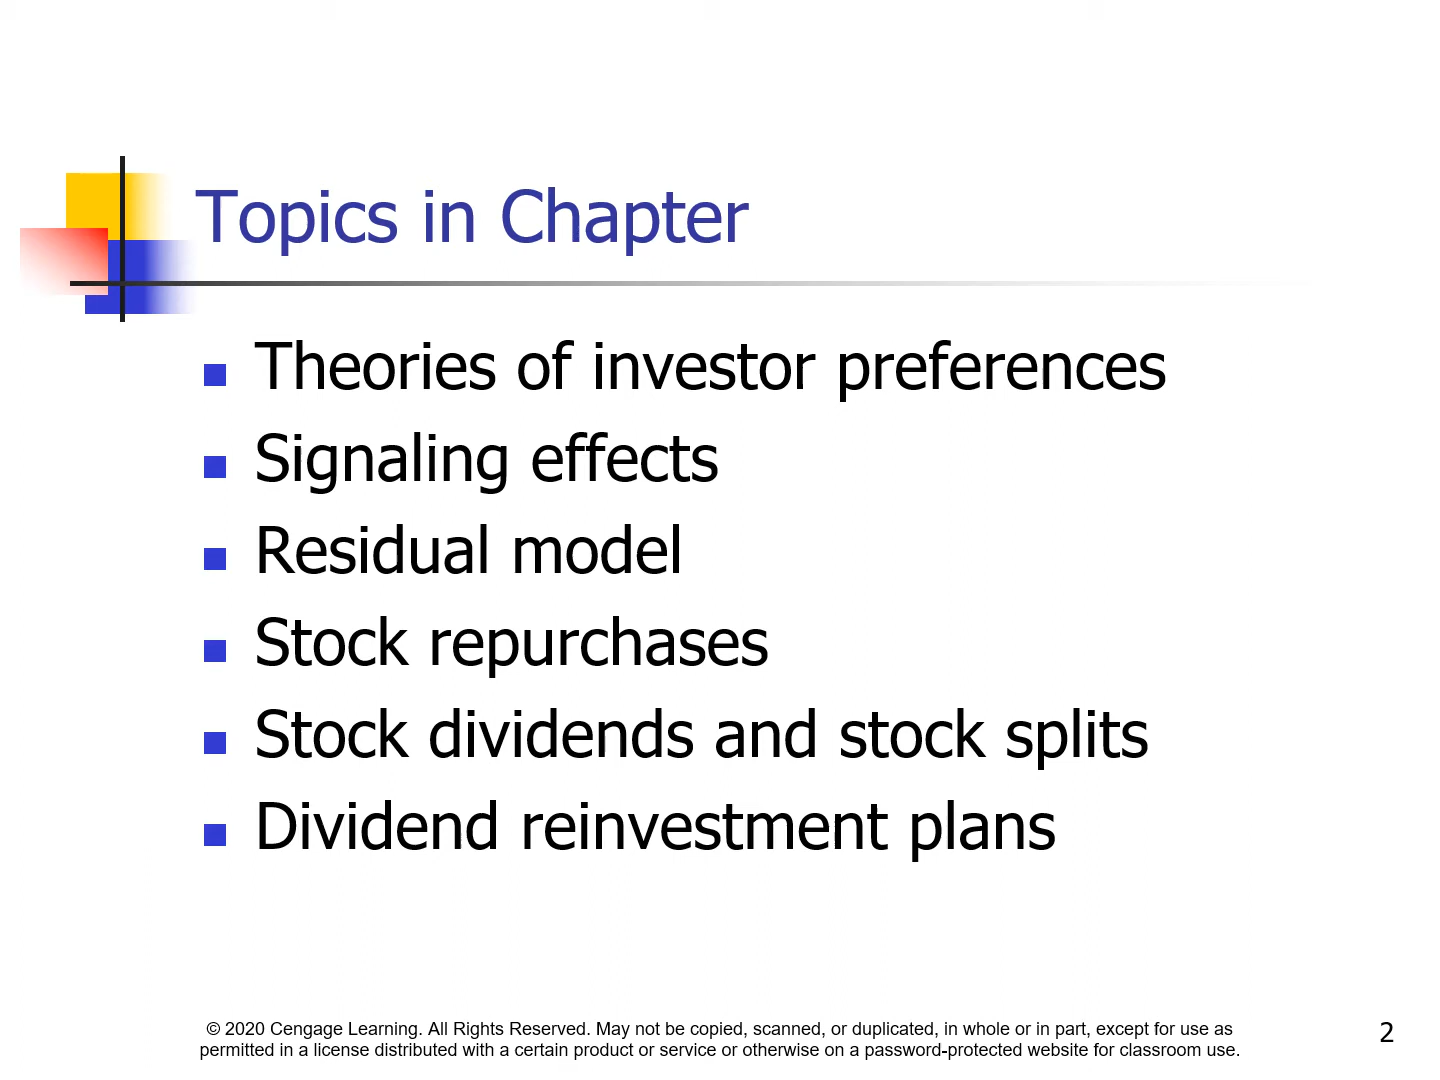 Topics in Chapter
Theories of investor preferences
Signaling effects
Residual model
Stock repurchases
Stock dividends and stock splits
Dividend reinvestment plans
© 2020 Cengage Learning. All Rights Reserved. May not be copied, scanned, or duplicated, in whole or in part, except for use as
permitted in a license distributed with a certain product or service or otherwise on a password-protected website for classroom use.
2